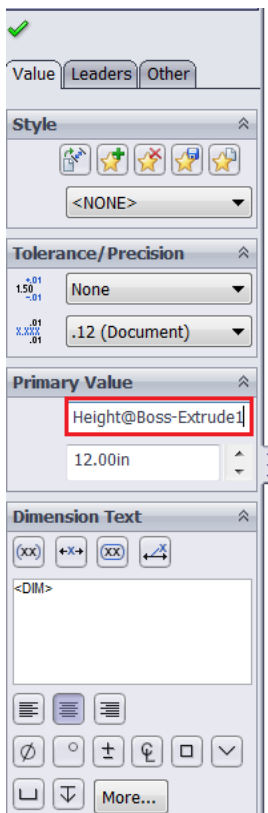 Value Leaders Other
Style
<NONE>
Tolerance/Precision
1.50 +.01 -.01
None
X.XXX .01 .01
.12 (Document)
Primary Value
Height@Boss-Extrude1
12.00in
Dimension Text
(xx) ←X→ (xx) X
<DIM>
Ø ° ± ℄ □ ∨
More...